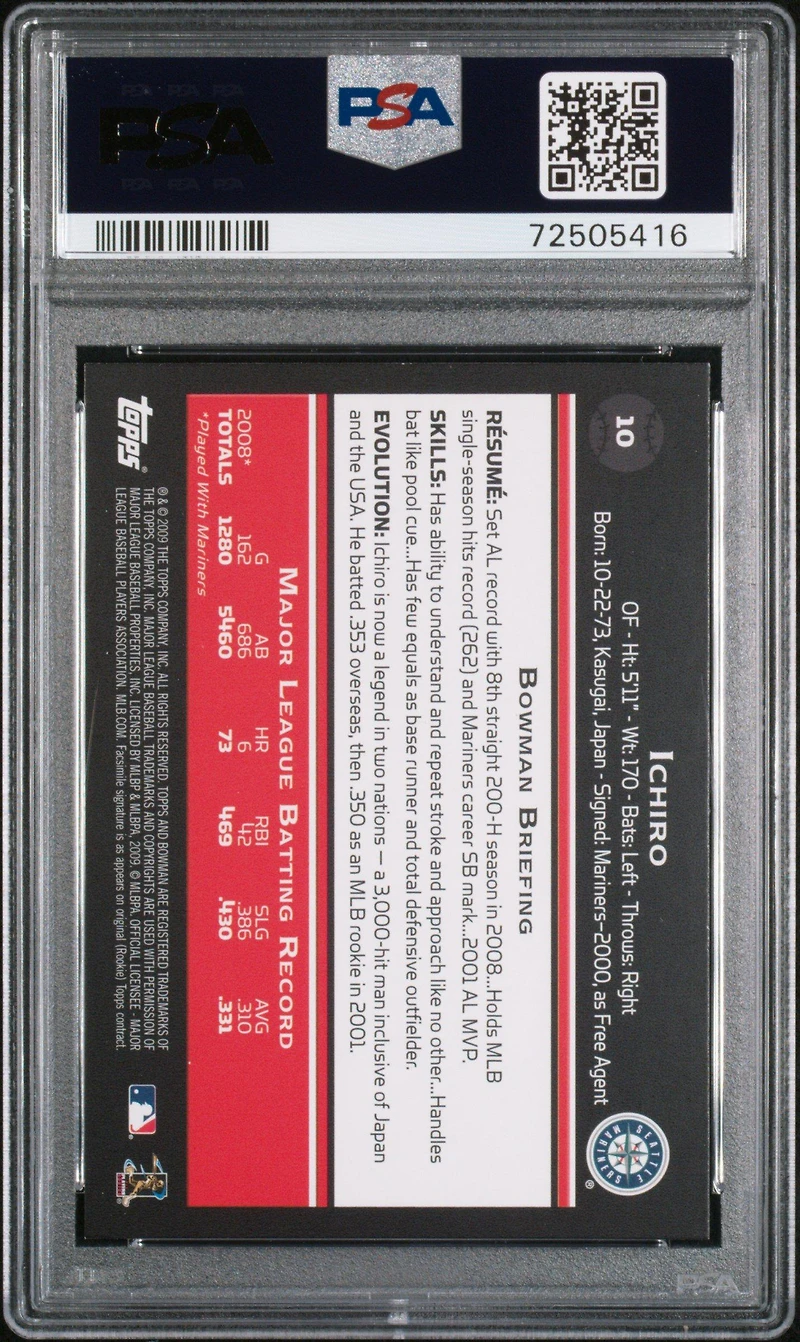 PSA
PSA
72505416
10
ICHIRO
OF - Ht: 5'11" - Wt: 170 - Bats: Left - Throws: Right
Born: 10-22-73, Kasugai, Japan - Signed: Mariners–2000, as Free Agent
SEATTLE
MARINERS
®
BOWMAN BRIEFING
RÉSUMÉ: Set AL record with 8th straight 200-H season in 2008...Holds MLB
single-season hits record (262) and Mariners career SB mark...2001 AL MVP.
SKILLS: Has ability to understand and repeat stroke and approach like no other...Handles
bat like pool cue...Has few equals as base runner and total defensive outfielder.
EVOLUTION: Ichiro is now a legend in two nations — a 3,000-hit man inclusive of Japan
and the USA. He batted .353 overseas, then .350 as an MLB rookie in 2001.
MAJOR LEAGUE BATTING RECORD
G AB HR RBI SLG AVG
2008* 162 686 6 42 .386 .310
TOTALS 1280 5460 73 469 .430 .331
*Played With Mariners
topps®
® & © 2009 THE TOPPS COMPANY, INC. ALL RIGHTS RESERVED. TOPPS AND BOWMAN ARE REGISTERED TRADEMARKS OF
THE TOPPS COMPANY, INC. MAJOR LEAGUE BASEBALL TRADEMARKS AND COPYRIGHTS ARE USED WITH PERMISSION OF
MAJOR LEAGUE BASEBALL PROPERTIES, INC. LICENSED BY MLBP & MLBPA, 2009. © MLBPA, OFFICIAL LICENSEE - MAJOR
LEAGUE BASEBALL PLAYERS ASSOCIATION. MLB.COM. Facsimile signature is as appears on original (Rookie) Topps contract.
PSA